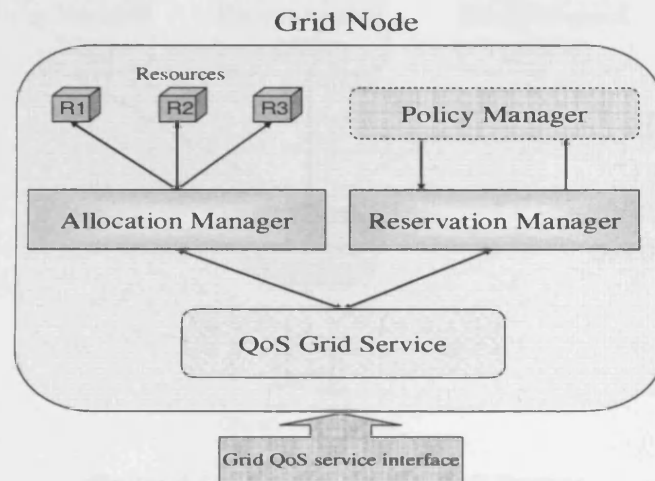 Grid Node
Resources
R1 R2 R3
Policy Manager
Allocation Manager
Reservation Manager
QoS Grid Service
Grid QoS service interface